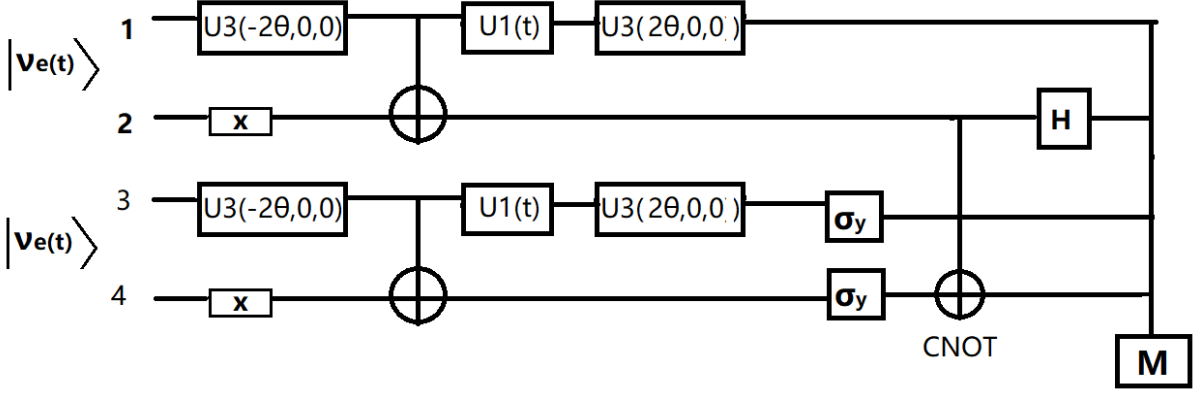 1 U3(-2θ,0,0) U1(t) U3(2θ,0,0)
|νe(t)⟩
2 x H
3 U3(-2θ,0,0) U1(t) U3(2θ,0,0)
σy
|νe(t)⟩
4 x σy
CNOT
M